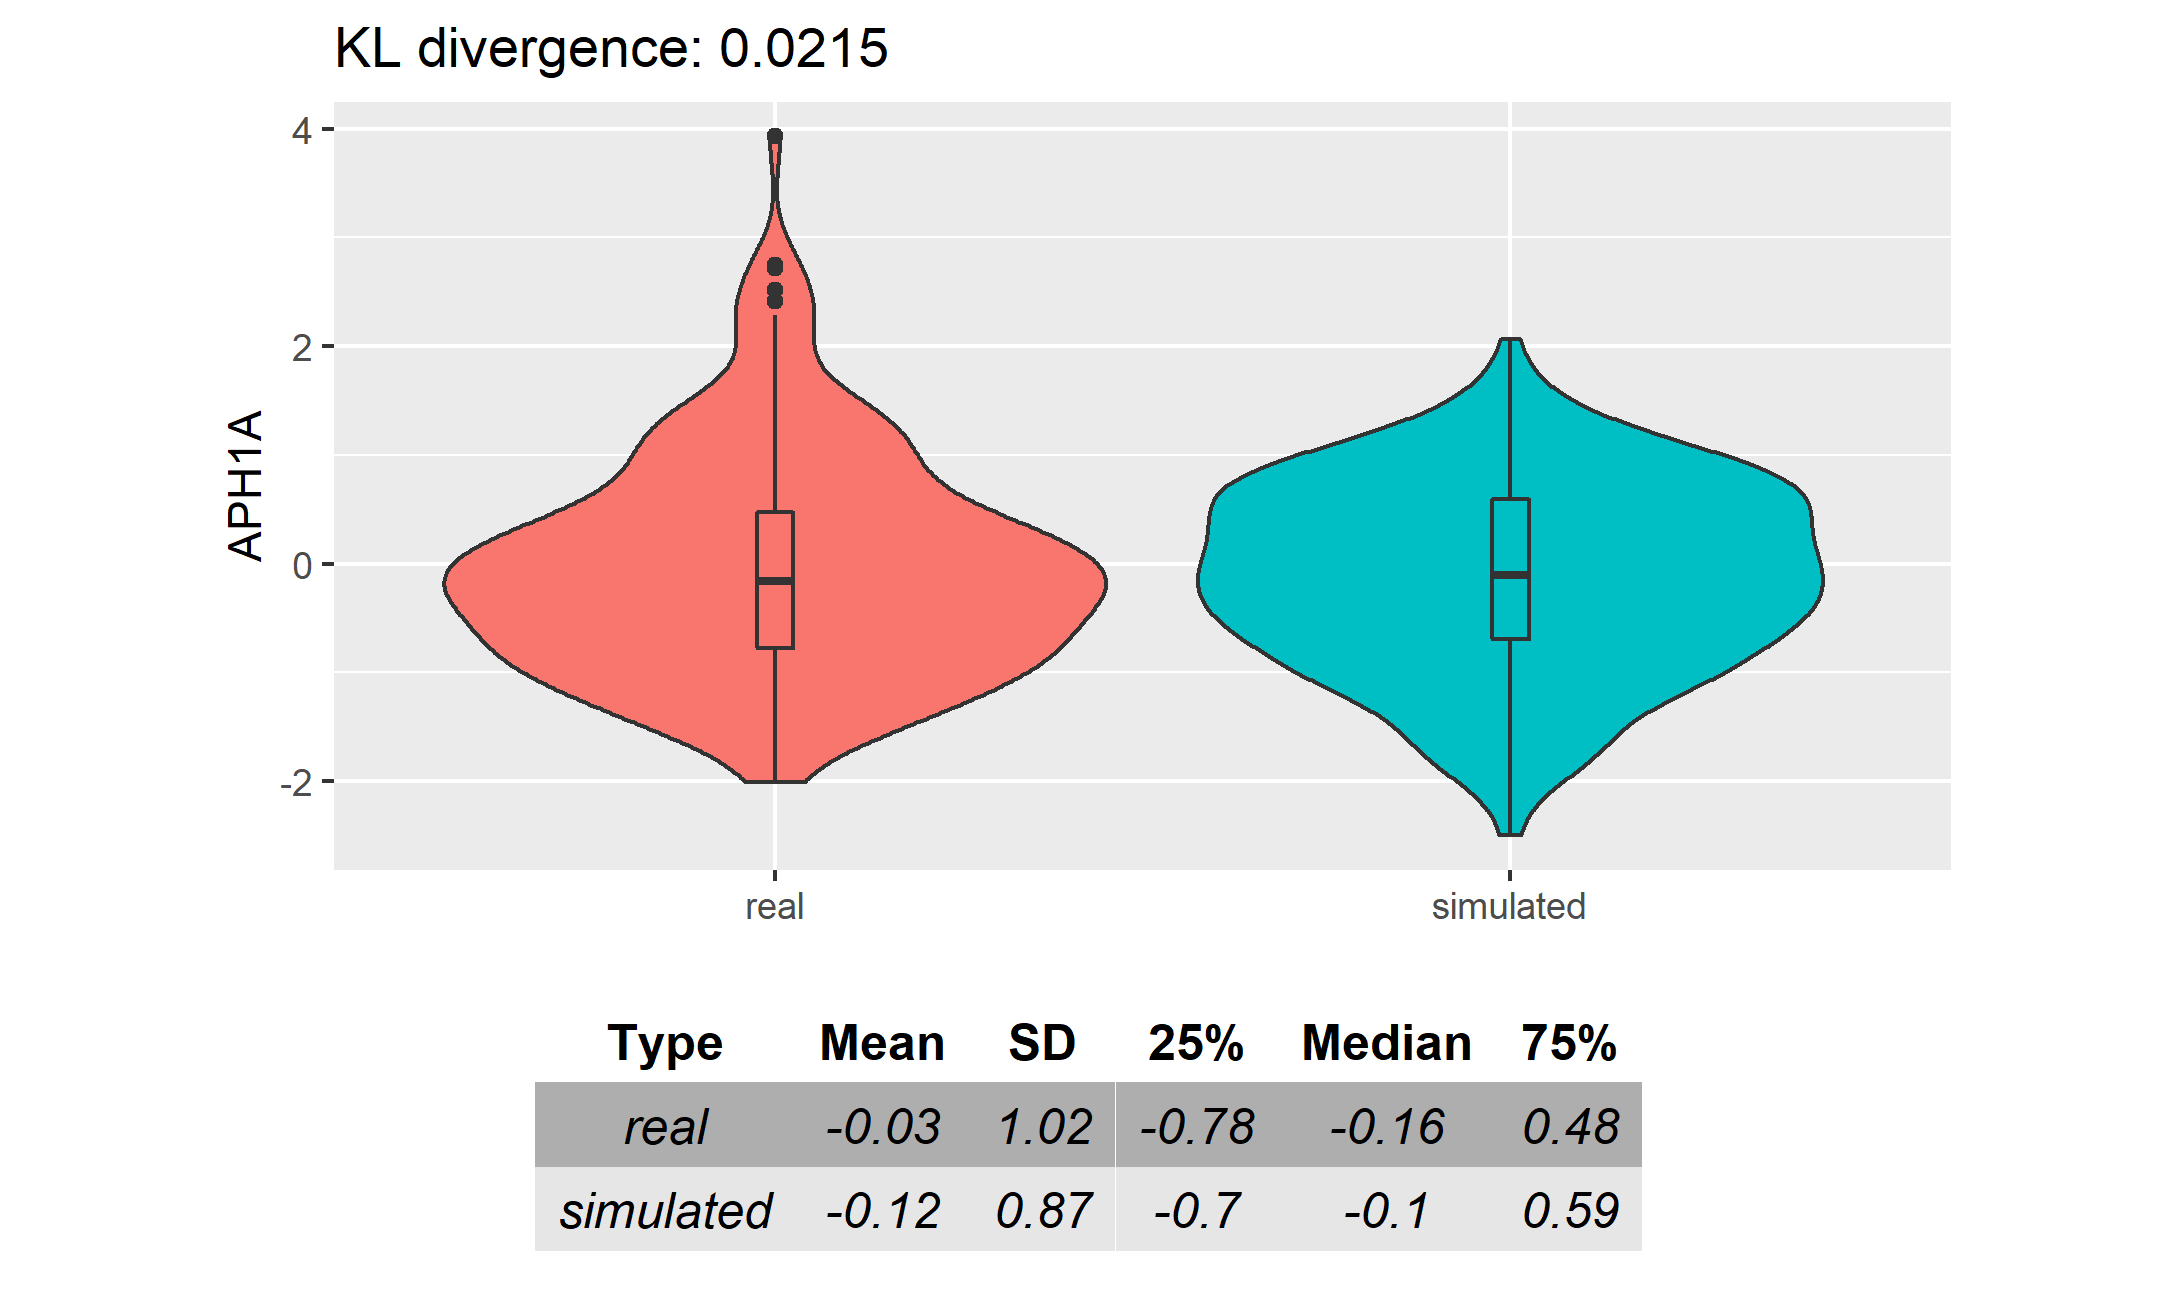 KL divergence: 0.0215
4
2
0
-2
APH1A
real simulated
Type Mean SD 25% Median 75%
real -0.03 1.02 -0.78 -0.16 0.48
simulated -0.12 0.87 -0.7 -0.1 0.59